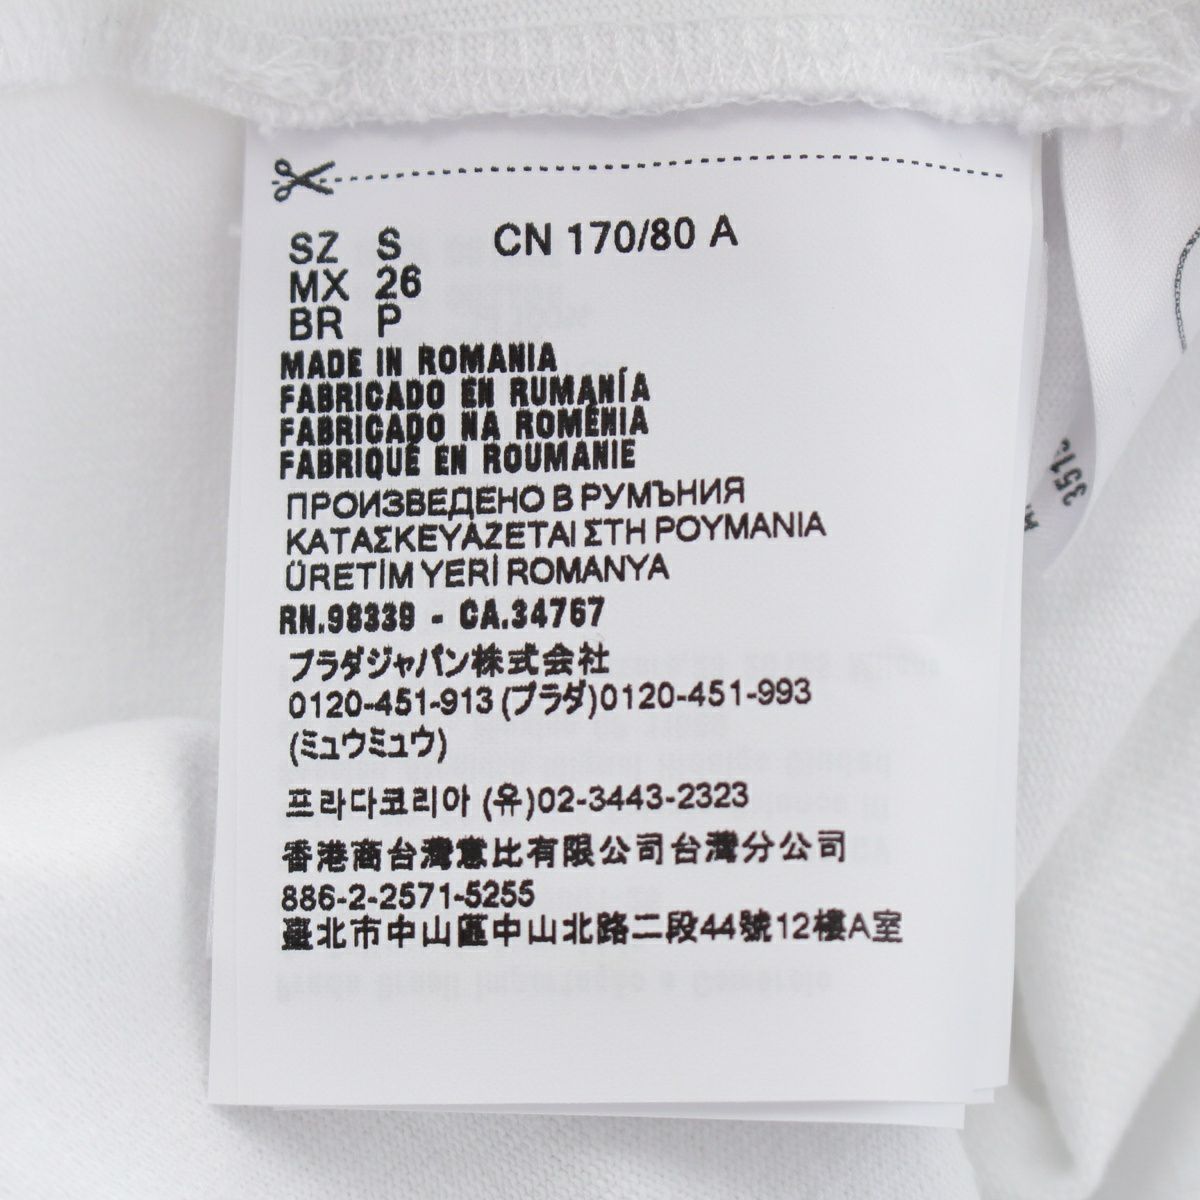 SZ S CN 170/80 A
MX 26
BR P
MADE IN ROMANIA
FABRICADO EN RUMANÍA
FABRICADO NA ROMÊNIA
FABRIQUÉ EN ROUMANIE
ПРОИЗВЕДЕНО В РУМЪНИЯ
ΚΑΤΑΣΚΕΥΑΖΕΤΑΙ ΣΤΗ ΡΟΥΜΑΝΙΑ
ÜRETİM YERİ ROMANYA
RN.98339 - CA.34767
プラダジャパン株式会社
0120-451-913 (プラダ)0120-451-993
(ミュウミュウ)
프라다코리아 (유)02-3443-2323
香港商台灣意比有限公司台灣分公司
886-2-2571-5255
臺北市中山區中山北路二段44號12樓A室